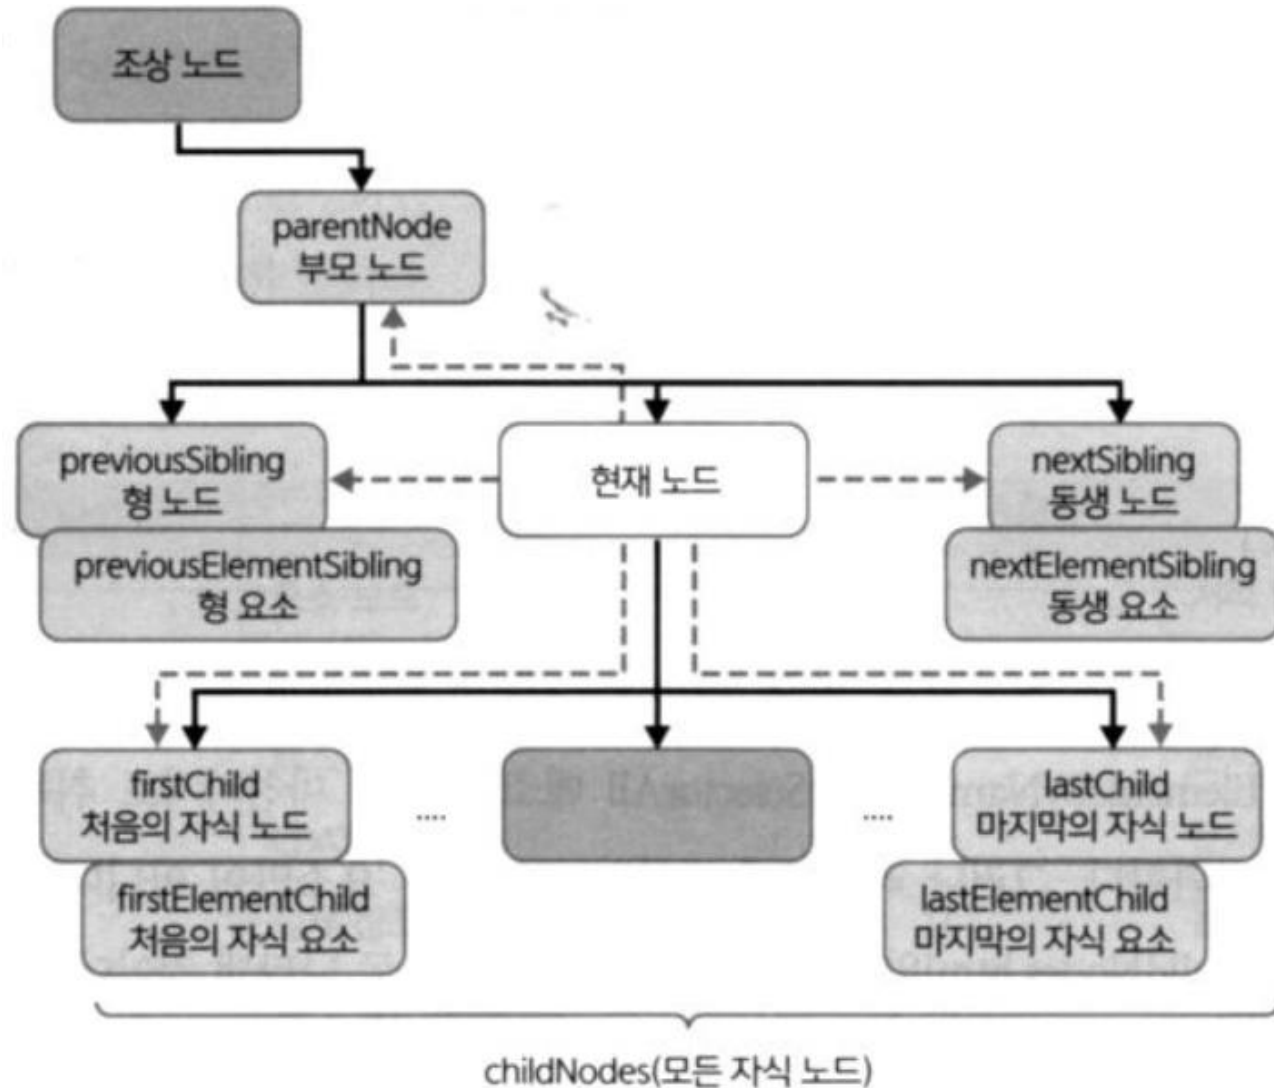 조상 노드
parentNode
부모 노드
previousSibling
형 노드
현재 노드
nextSibling
동생 노드
previousElementSibling
형 요소
nextElementSibling
동생 요소
firstChild
처음의 자식 노드
....
....
lastChild
마지막의 자식 노드
firstElementChild
처음의 자식 요소
lastElementChild
마지막의 자식 요소
childNodes(모든 자식 노드)